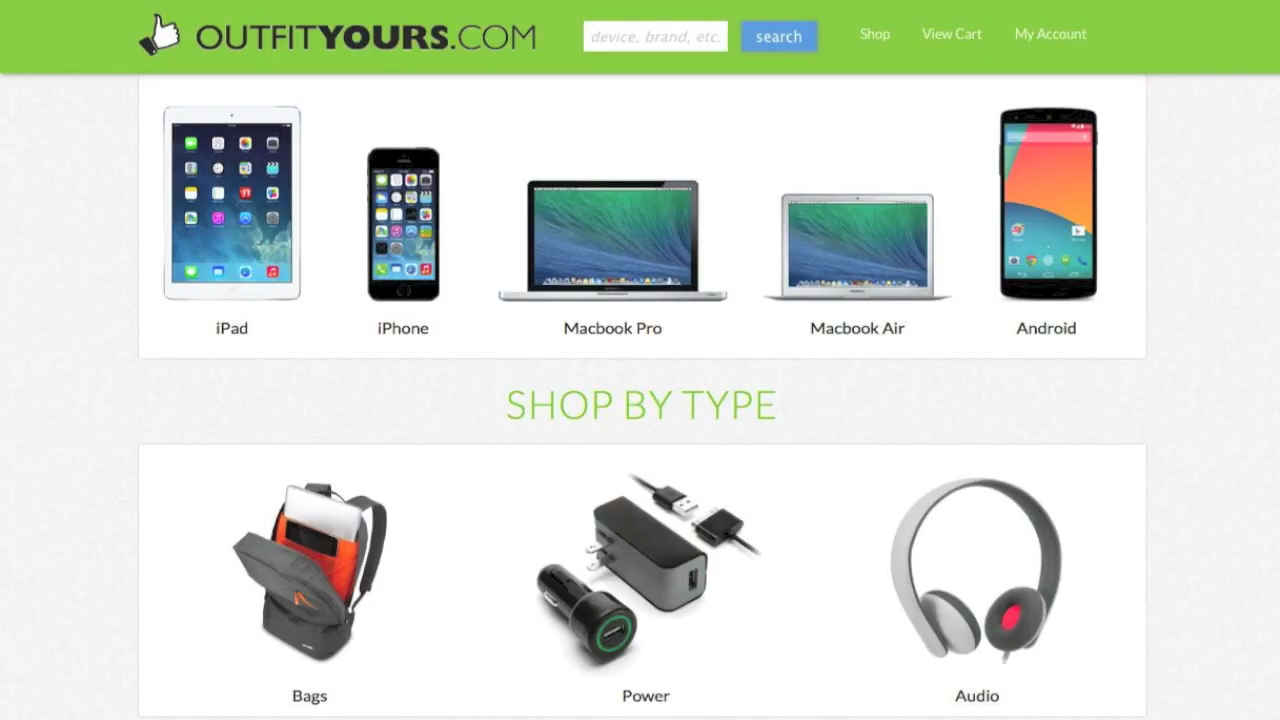 OUTFITYOURS.COM
device, brand, etc.
search
Shop
View Cart
My Account
iPad
iPhone
Macbook Pro
Macbook Air
Android
SHOP BY TYPE
Bags
Power
Audio